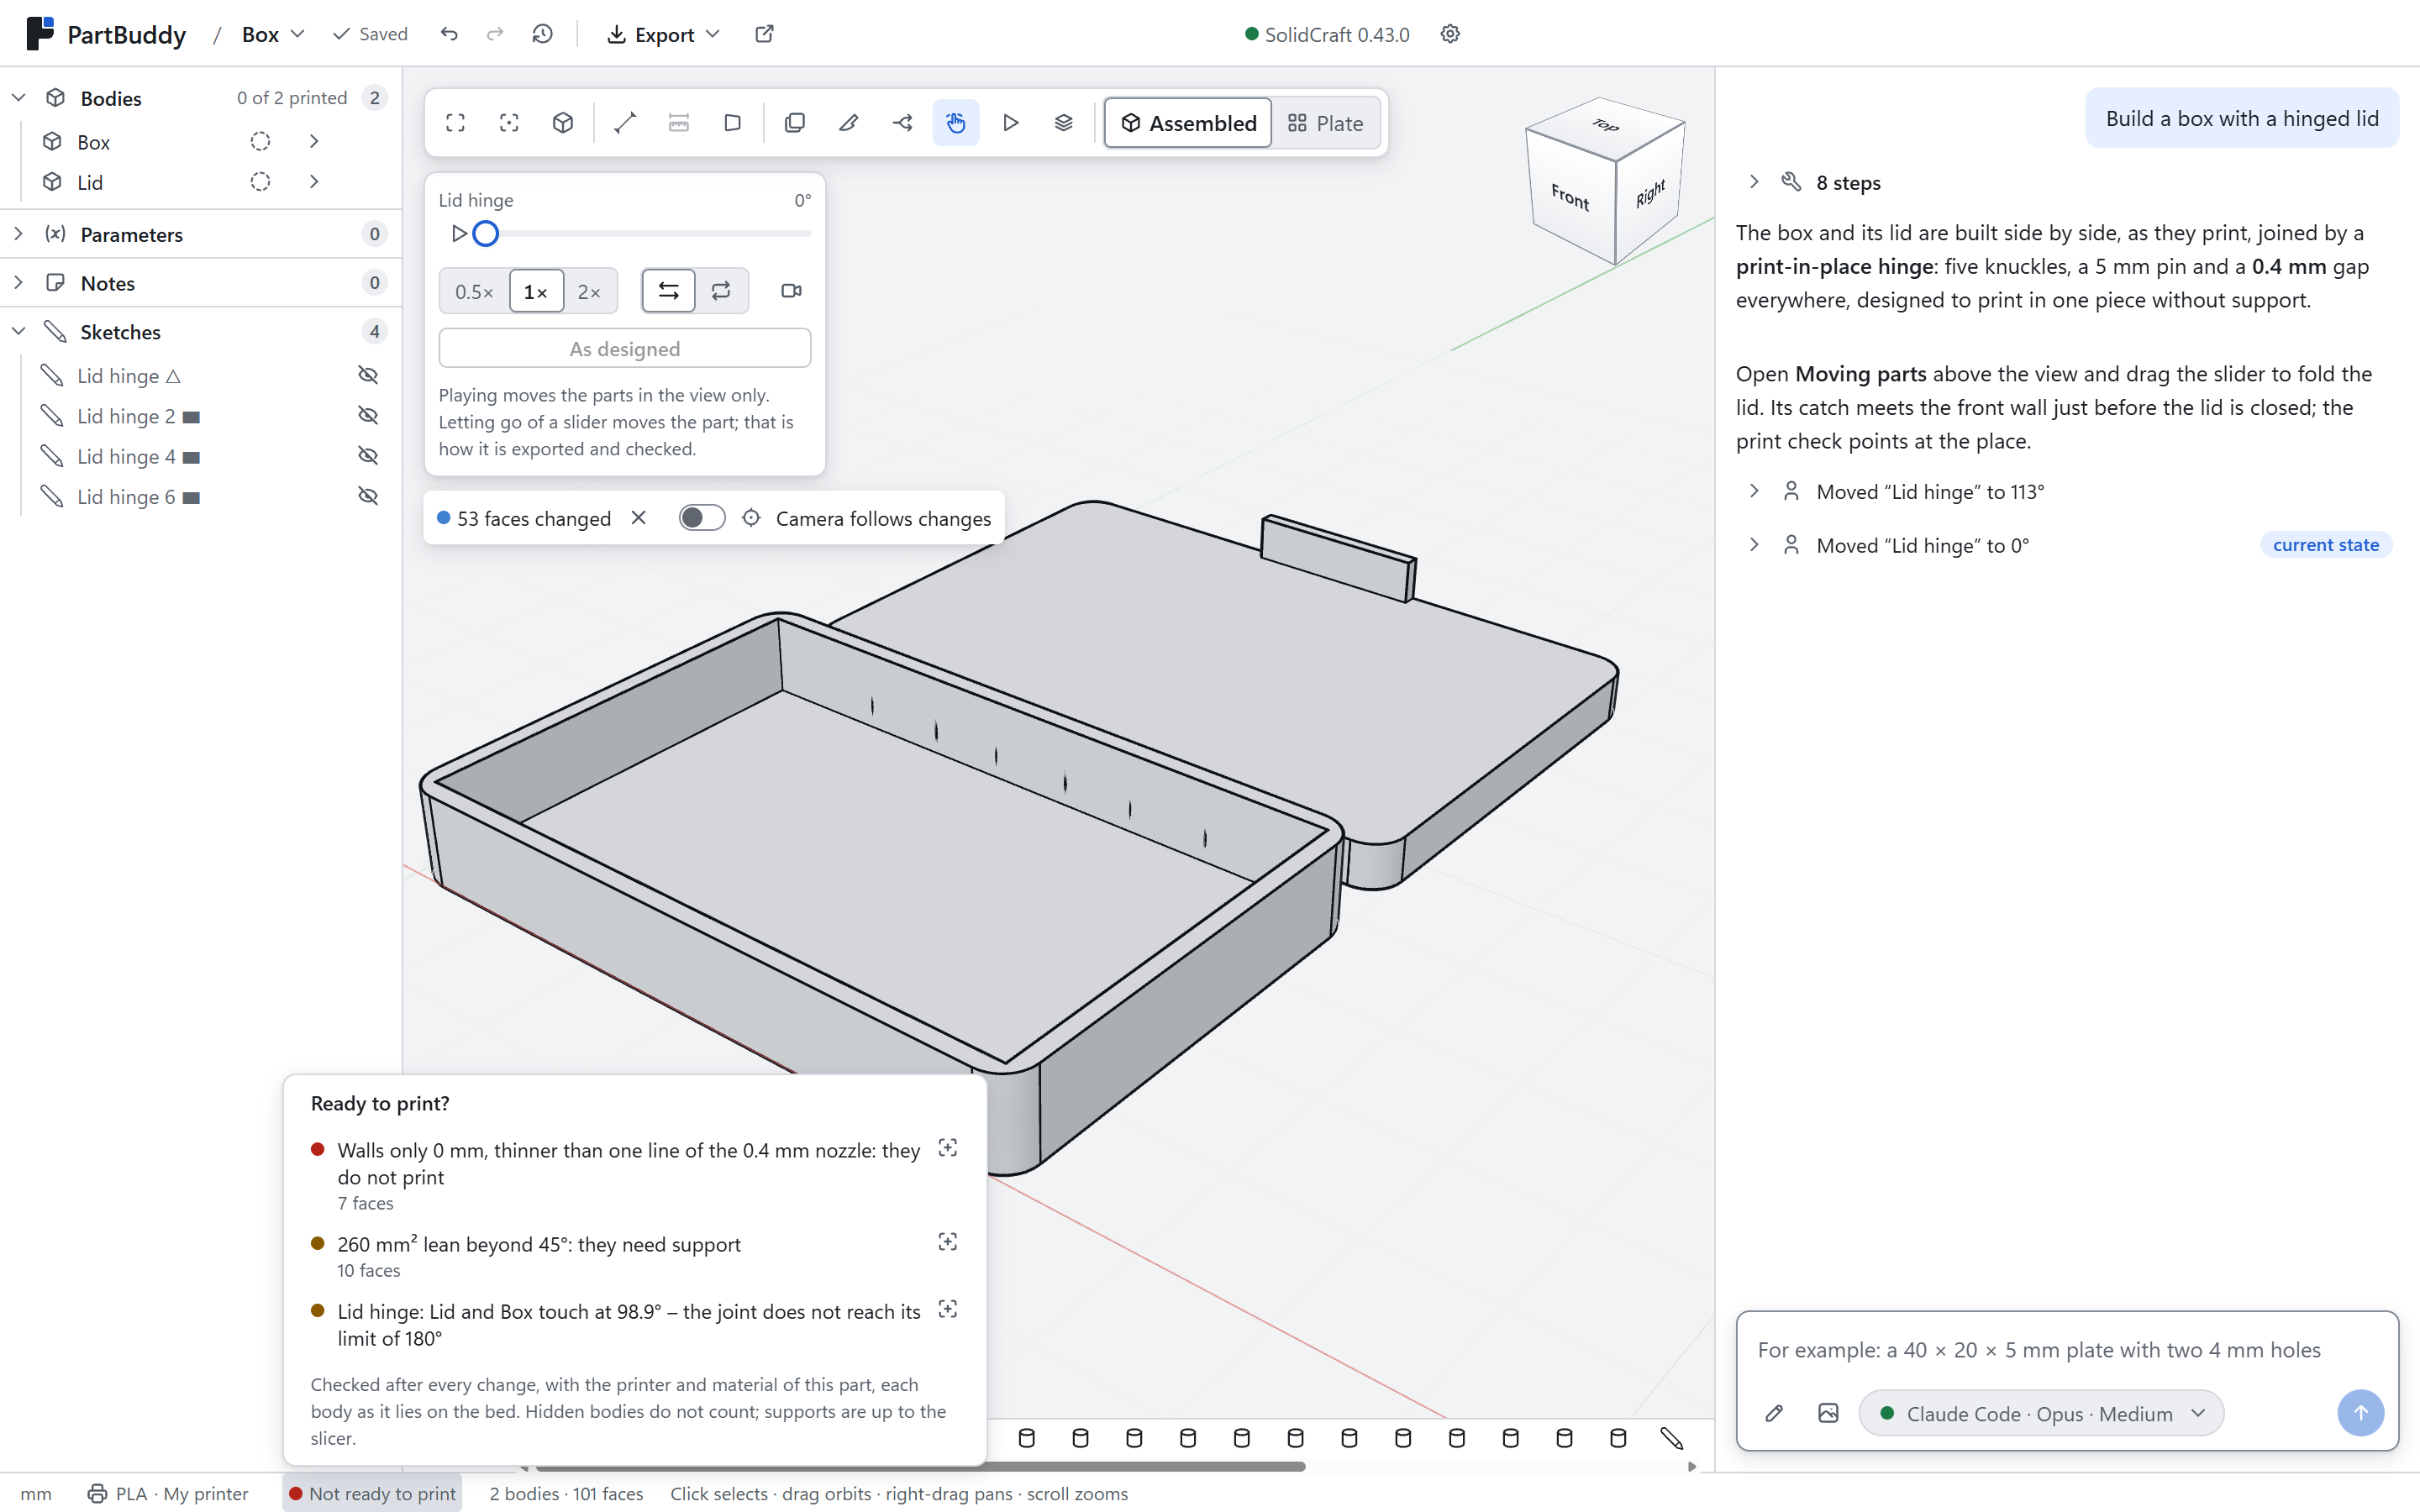 PartBuddy / Box Saved Export SolidCraft 0.43.0
Bodies 0 of 2 printed 2
Box
Lid
Parameters 0
Notes 0
Sketches 4
Lid hinge
Lid hinge 2
Lid hinge 4
Lid hinge 6
Assembled Plate
Lid hinge 0°
0.5× 1× 2×
As designed
Playing moves the parts in the view only.
Letting go of a slider moves the part; that is
how it is exported and checked.
53 faces changed Camera follows changes
Top
Front Right
Ready to print?
Walls only 0 mm, thinner than one line of the 0.4 mm nozzle: they
do not print
7 faces
260 mm² lean beyond 45°: they need support
10 faces
Lid hinge: Lid and Box touch at 98.9° – the joint does not reach its
limit of 180°
Checked after every change, with the printer and material of this part, each
body as it lies on the bed. Hidden bodies do not count; supports are up to the
slicer.
Build a box with a hinged lid
8 steps
The box and its lid are built side by side, as they print, joined by a
print-in-place hinge: five knuckles, a 5 mm pin and a 0.4 mm gap
everywhere, designed to print in one piece without support.
Open Moving parts above the view and drag the slider to fold the
lid. Its catch meets the front wall just before the lid is closed; the
print check points at the place.
Moved “Lid hinge” to 113°
Moved “Lid hinge” to 0° current state
For example: a 40 × 20 × 5 mm plate with two 4 mm holes
Claude Code · Opus · Medium
mm PLA · My printer Not ready to print 2 bodies · 101 faces Click selects · drag orbits · right-drag pans · scroll zooms